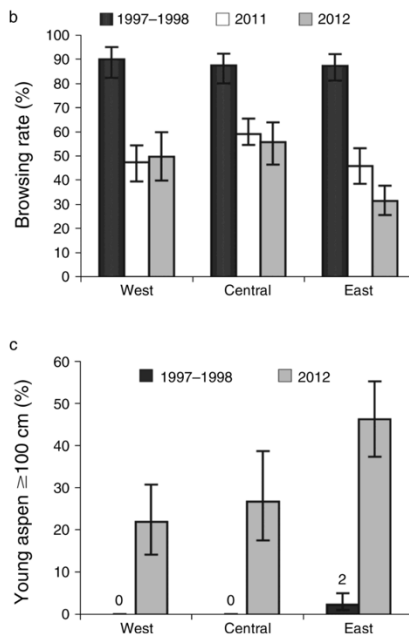 b
1997–1998 2011 2012
Browsing rate (%)
100
90
80
70
60
50
40
30
20
10
0
West Central East
c
1997–1998 2012
Young aspen ≥100 cm (%)
60
50
40
30
20
10
0
0 0 2
West Central East